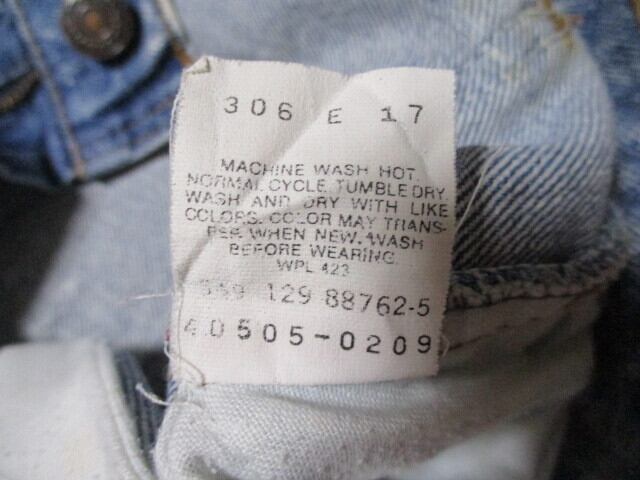 306 E 17
MACHINE WASH HOT.
NORMAL CYCLE. TUMBLE DRY
WASH AND DRY WITH LIKE
COLORS. COLOR MAY TRANS-
FER WHEN NEW. WASH
BEFORE WEARING.
WPL 423
129 88762-5
40505-0209